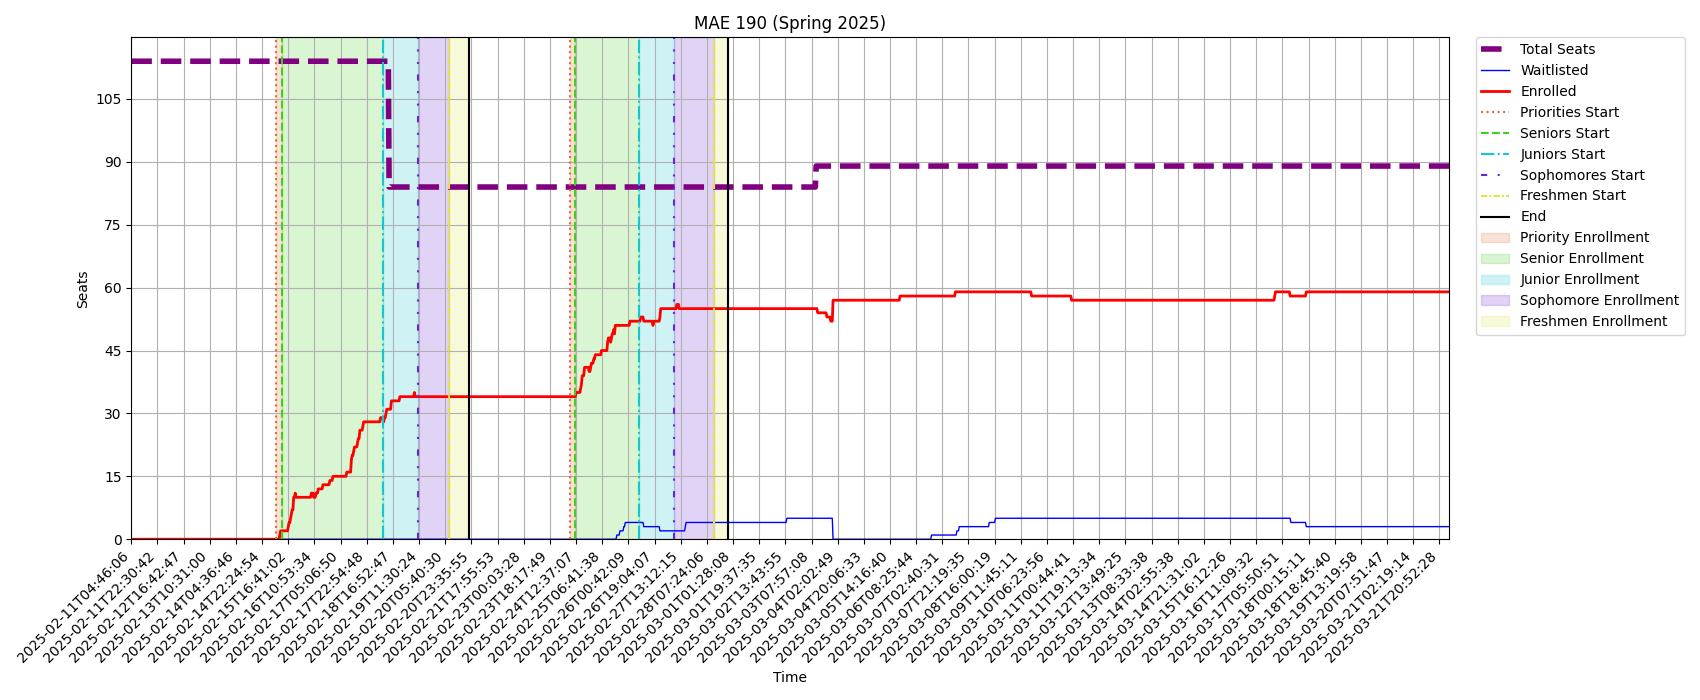 MAE 190 (Spring 2025)
Seats
105
90
75
60
45
30
15
0
2025-02-11T04:46:06
2025-02-11T22:30:42
2025-02-12T16:42:47
2025-02-13T10:31:00
2025-02-14T04:36:46
2025-02-14T22:24:54
2025-02-15T16:41:02
2025-02-16T10:53:34
2025-02-17T05:06:50
2025-02-17T22:54:48
2025-02-18T16:52:47
2025-02-19T11:30:24
2025-02-20T05:40:30
2025-02-20T23:35:55
2025-02-21T17:55:53
2025-02-23T00:03:28
2025-02-23T18:17:49
2025-02-24T12:37:07
2025-02-25T06:41:38
2025-02-26T00:42:09
2025-02-26T19:04:07
2025-02-27T13:12:15
2025-02-28T07:24:06
2025-03-01T01:28:08
2025-03-01T19:37:35
2025-03-02T13:43:55
2025-03-03T07:57:08
2025-03-04T02:02:49
2025-03-04T20:06:33
2025-03-05T14:16:40
2025-03-06T08:25:44
2025-03-07T02:40:31
2025-03-07T21:19:35
2025-03-08T16:00:19
2025-03-09T11:45:11
2025-03-10T06:23:56
2025-03-11T00:44:41
2025-03-11T19:13:34
2025-03-12T13:49:25
2025-03-13T08:33:38
2025-03-14T02:55:38
2025-03-14T21:31:02
2025-03-15T16:12:26
2025-03-16T11:09:32
2025-03-17T05:50:51
2025-03-18T00:15:11
2025-03-18T18:45:40
2025-03-19T13:19:58
2025-03-20T07:51:47
2025-03-21T02:19:14
2025-03-21T20:52:28
Time
Total Seats
Waitlisted
Enrolled
Priorities Start
Seniors Start
Juniors Start
Sophomores Start
Freshmen Start
End
Priority Enrollment
Senior Enrollment
Junior Enrollment
Sophomore Enrollment
Freshmen Enrollment